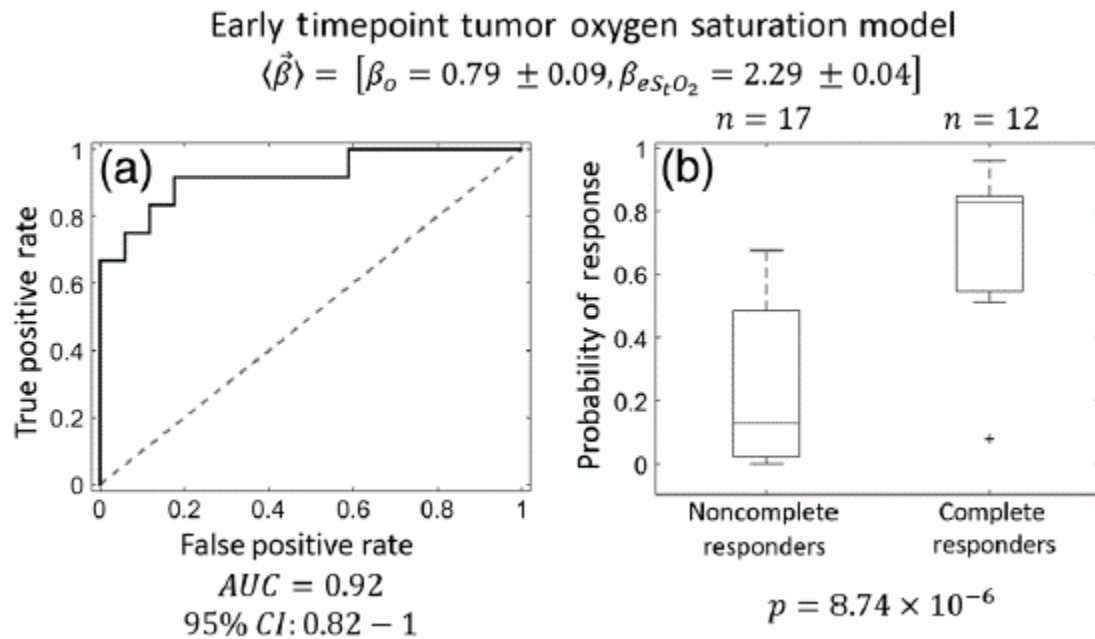 Early timepoint tumor oxygen saturation model
⟨β⃗⟩ = [βₒ = 0.79 ± 0.09, β_{eS_tO_2} = 2.29 ± 0.04]
n = 17
n = 12
(a)
True positive rate
1
0.8
0.6
0.4
0.2
0
0 0.2 0.4 0.6 0.8 1
False positive rate
AUC = 0.92
95% CI: 0.82 − 1
(b)
Probability of response
1
0.8
0.6
0.4
0.2
0
Noncomplete
responders
Complete
responders
p = 8.74 × 10⁻⁶